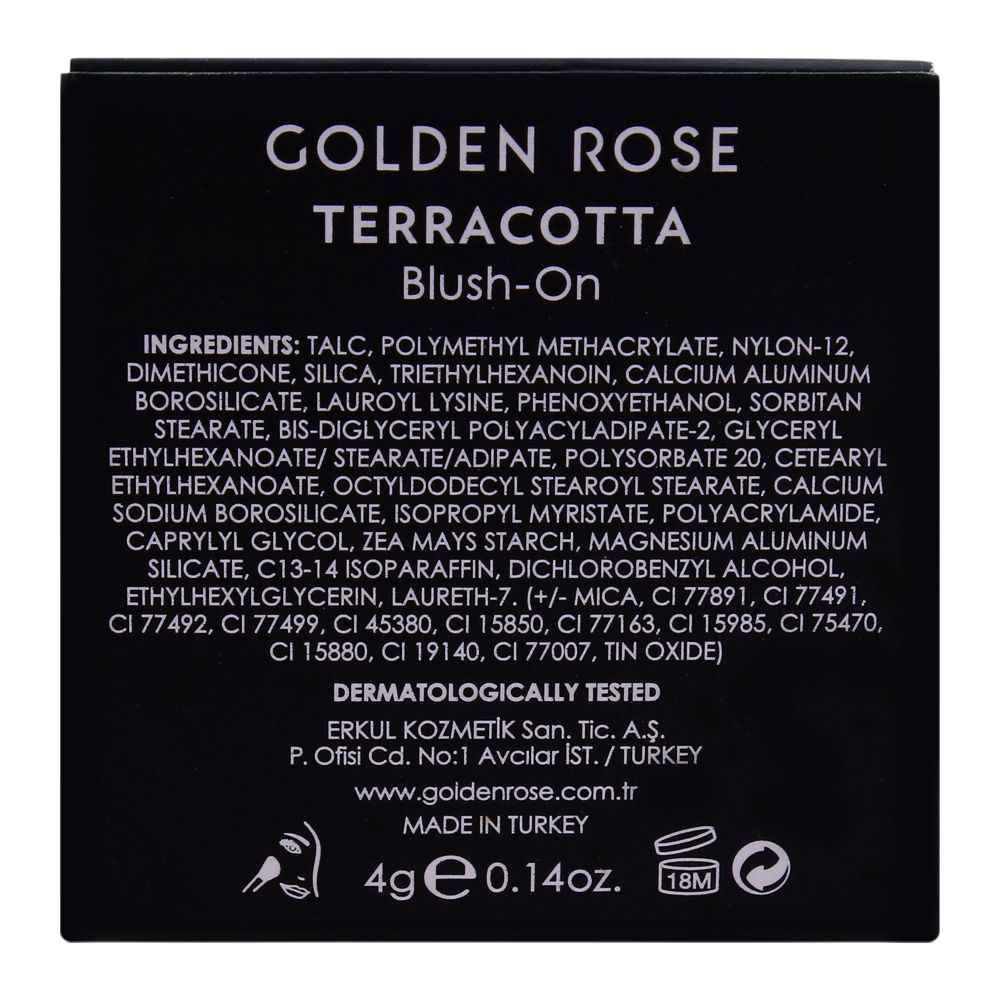 GOLDEN ROSE
TERRACOTTA
Blush-On
INGREDIENTS: TALC, POLYMETHYL METHACRYLATE, NYLON-12,
DIMETHICONE, SILICA, TRIETHYLHEXANOIN, CALCIUM ALUMINUM
BOROSILICATE, LAUROYL LYSINE, PHENOXYETHANOL, SORBITAN
STEARATE, BIS-DIGLYCERYL POLYACYLADIPATE-2, GLYCERYL
ETHYLHEXANOATE/ STEARATE/ADIPATE, POLYSORBATE 20, CETEARYL
ETHYLHEXANOATE, OCTYLDODECYL STEAROYL STEARATE, CALCIUM
SODIUM BOROSILICATE, ISOPROPYL MYRISTATE, POLYACRYLAMIDE,
CAPRYLYL GLYCOL, ZEA MAYS STARCH, MAGNESIUM ALUMINUM
SILICATE, C13-14 ISOPARAFFIN, DICHLOROBENZYL ALCOHOL,
ETHYLHEXYLGLYCERIN, LAURETH-7. (+/- MICA, CI 77891, CI 77491,
CI 77492, CI 77499, CI 45380, CI 15850, CI 77163, CI 15985, CI 75470,
CI 15880, CI 19140, CI 77007, TIN OXIDE)
DERMATOLOGICALLY TESTED
ERKUL KOZMETİK San. Tic. A.Ş.
P. Ofisi Cd. No:1 Avcılar İST. / TURKEY
www.goldenrose.com.tr
MADE IN TURKEY
4g e 0.14oz. 18M